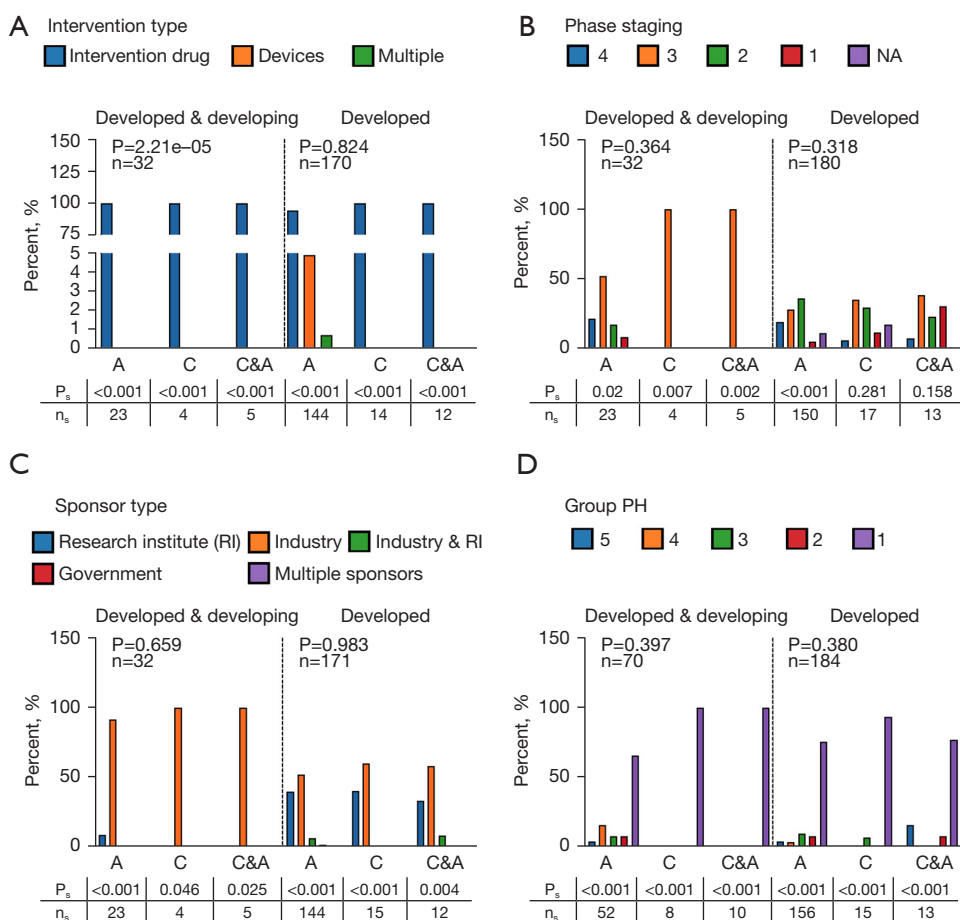 A Intervention type
Intervention drug Devices Multiple
Developed & developing Developed
P=2.21e–05 P=0.824
n=32 n=170
Percent, %
150
125
100
75
5
4
3
2
1
0
A C C&A A C C&A
Ps <0.001 <0.001 <0.001 <0.001 <0.001 <0.001
ns 23 4 5 144 14 12
B Phase staging
4 3 2 1 NA
Developed & developing Developed
P=0.364 P=0.318
n=32 n=180
Percent, %
150
100
50
0
A C C&A A C C&A
Ps 0.02 0.007 0.002 <0.001 0.281 0.158
ns 23 4 5 150 17 13
C
Sponsor type
Research institute (RI) Industry Industry & RI
Government Multiple sponsors
Developed & developing Developed
P=0.659 P=0.983
n=32 n=171
Percent, %
150
100
50
0
A C C&A A C C&A
Ps <0.001 0.046 0.025 <0.001 <0.001 0.004
ns 23 4 5 144 15 12
D
Group PH
5 4 3 2 1
Developed & developing Developed
P=0.397 P=0.380
n=70 n=184
Percent, %
150
100
50
0
A C C&A A C C&A
Ps <0.001 <0.001 <0.001 <0.001 <0.001 <0.001
ns 52 8 10 156 15 13